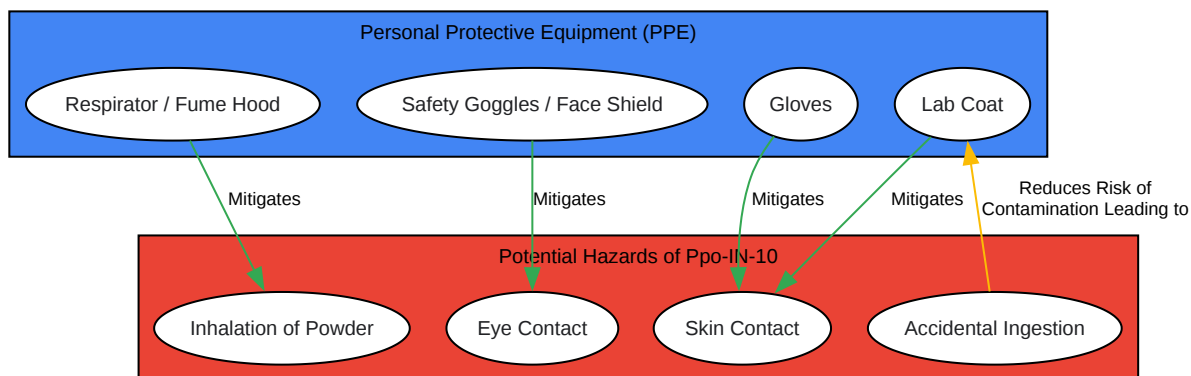 Personal Protective Equipment (PPE)
Respirator / Fume Hood
Safety Goggles / Face Shield
Gloves
Lab Coat
Mitigates
Mitigates
Mitigates
Mitigates
Reduces Risk of
Contamination Leading to
Potential Hazards of Ppo-IN-10
Inhalation of Powder
Eye Contact
Skin Contact
Accidental Ingestion